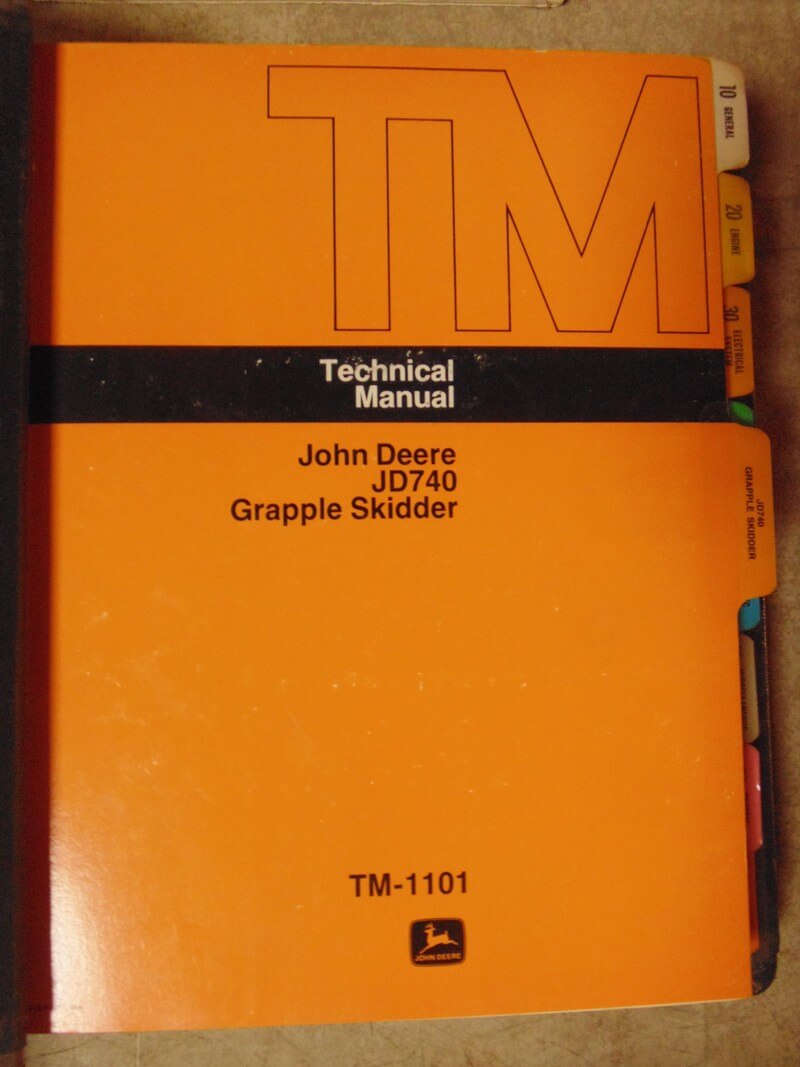 TM
Technical
Manual
John Deere
JD740
Grapple Skidder
TM-1101
JOHN DEERE
10 GENERAL
20 ENGINE
30 ELECTRICAL
SYSTEM
JD740
GRAPPLE SKIDDER